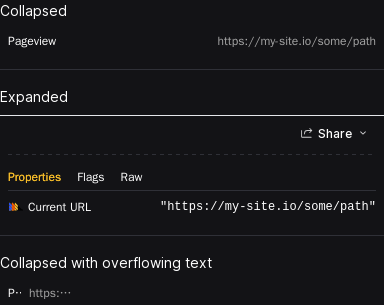 Collapsed
Pageview https://my-site.io/some/path
Expanded
Share
Properties Flags Raw
Current URL "https://my-site.io/some/path"
Collapsed with overflowing text
P… https:…